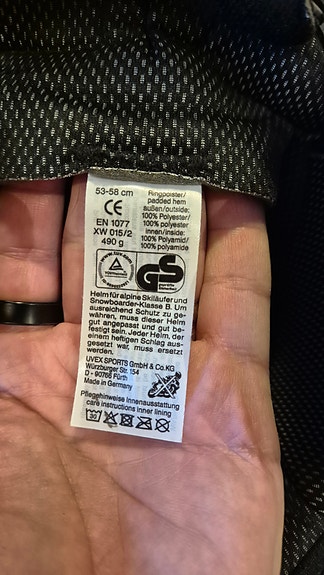 53-58 cm
CE
EN 1077
XW 015/2
490 g
Ringpolster/
padded hem
außen/outside:
100% Polyester/
100% Polyester
innen/inside:
100% Polyamid/
100% Polyamide
GS
Helm für alpine Skiläufer und
Snowboarder-Klasse B. Um
ausreichend Schutz zu ge-
währen, muss dieser Helm
gut angepasst und gut be-
festigt sein. Jeder Helm, der
einem heftigen Schlag aus-
gesetzt war, muss ersetzt
werden.
UVEX SPORTS GmbH & Co.KG
Würzburger Str. 154
D - 90766 Fürth
Made in Germany
Pflegehinweise Innenausstattung
care instructions inner lining
30